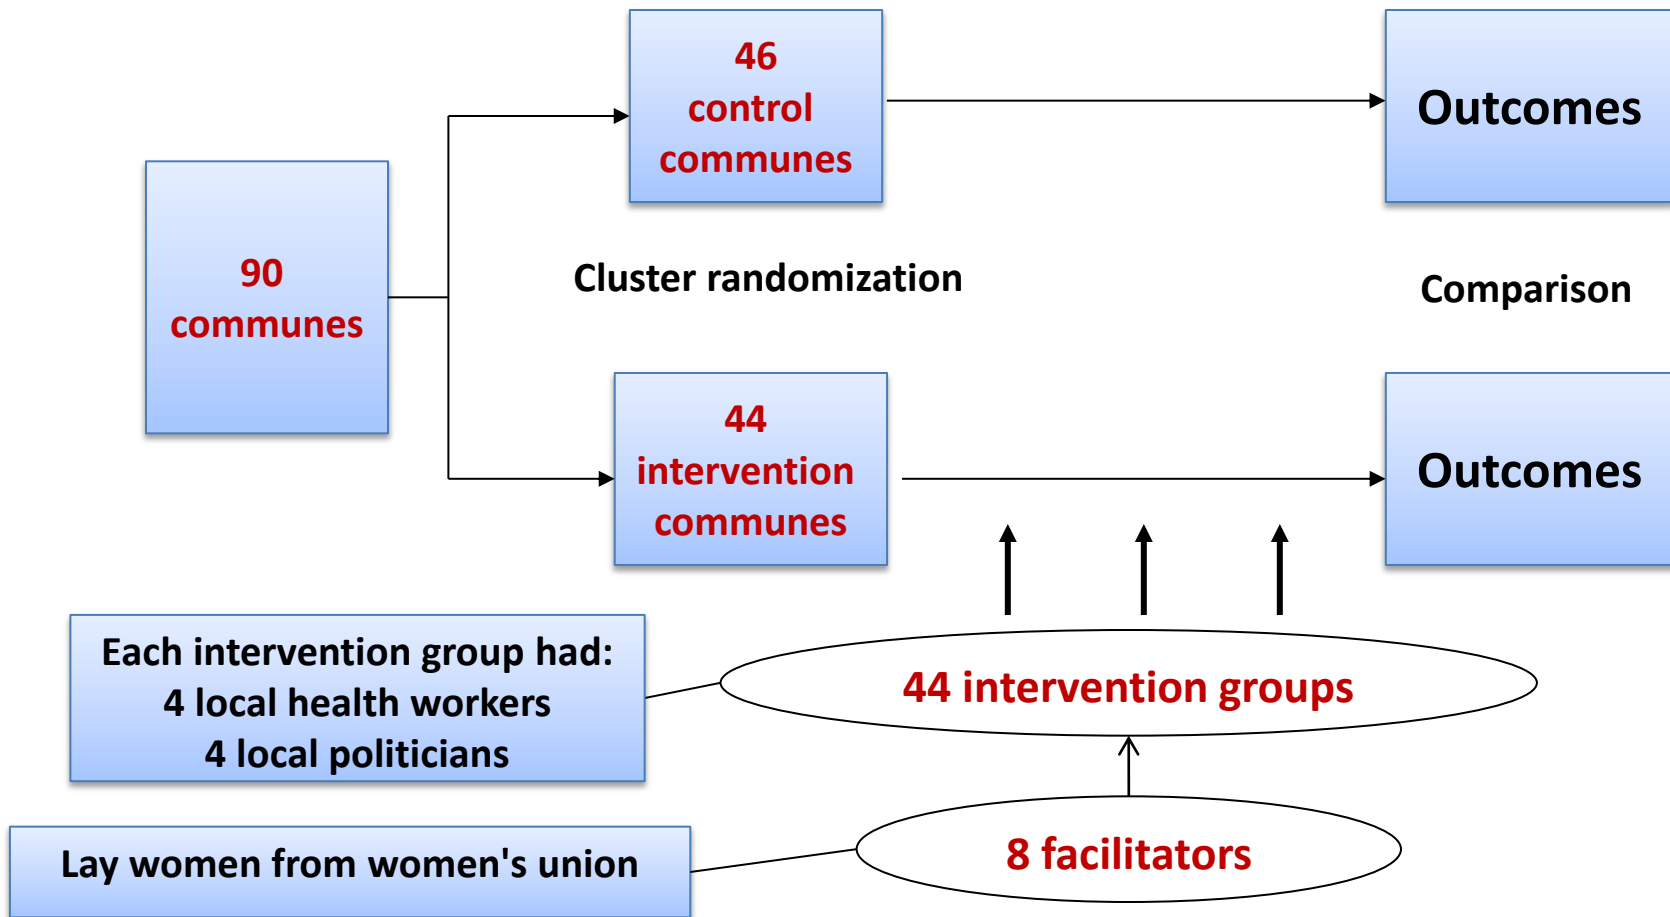 46
control
communes
Outcomes
90
communes
Cluster randomization
Comparison
44
intervention
communes
Outcomes
Each intervention group had:
4 local health workers
4 local politicians
44 intervention groups
Lay women from women's union
8 facilitators